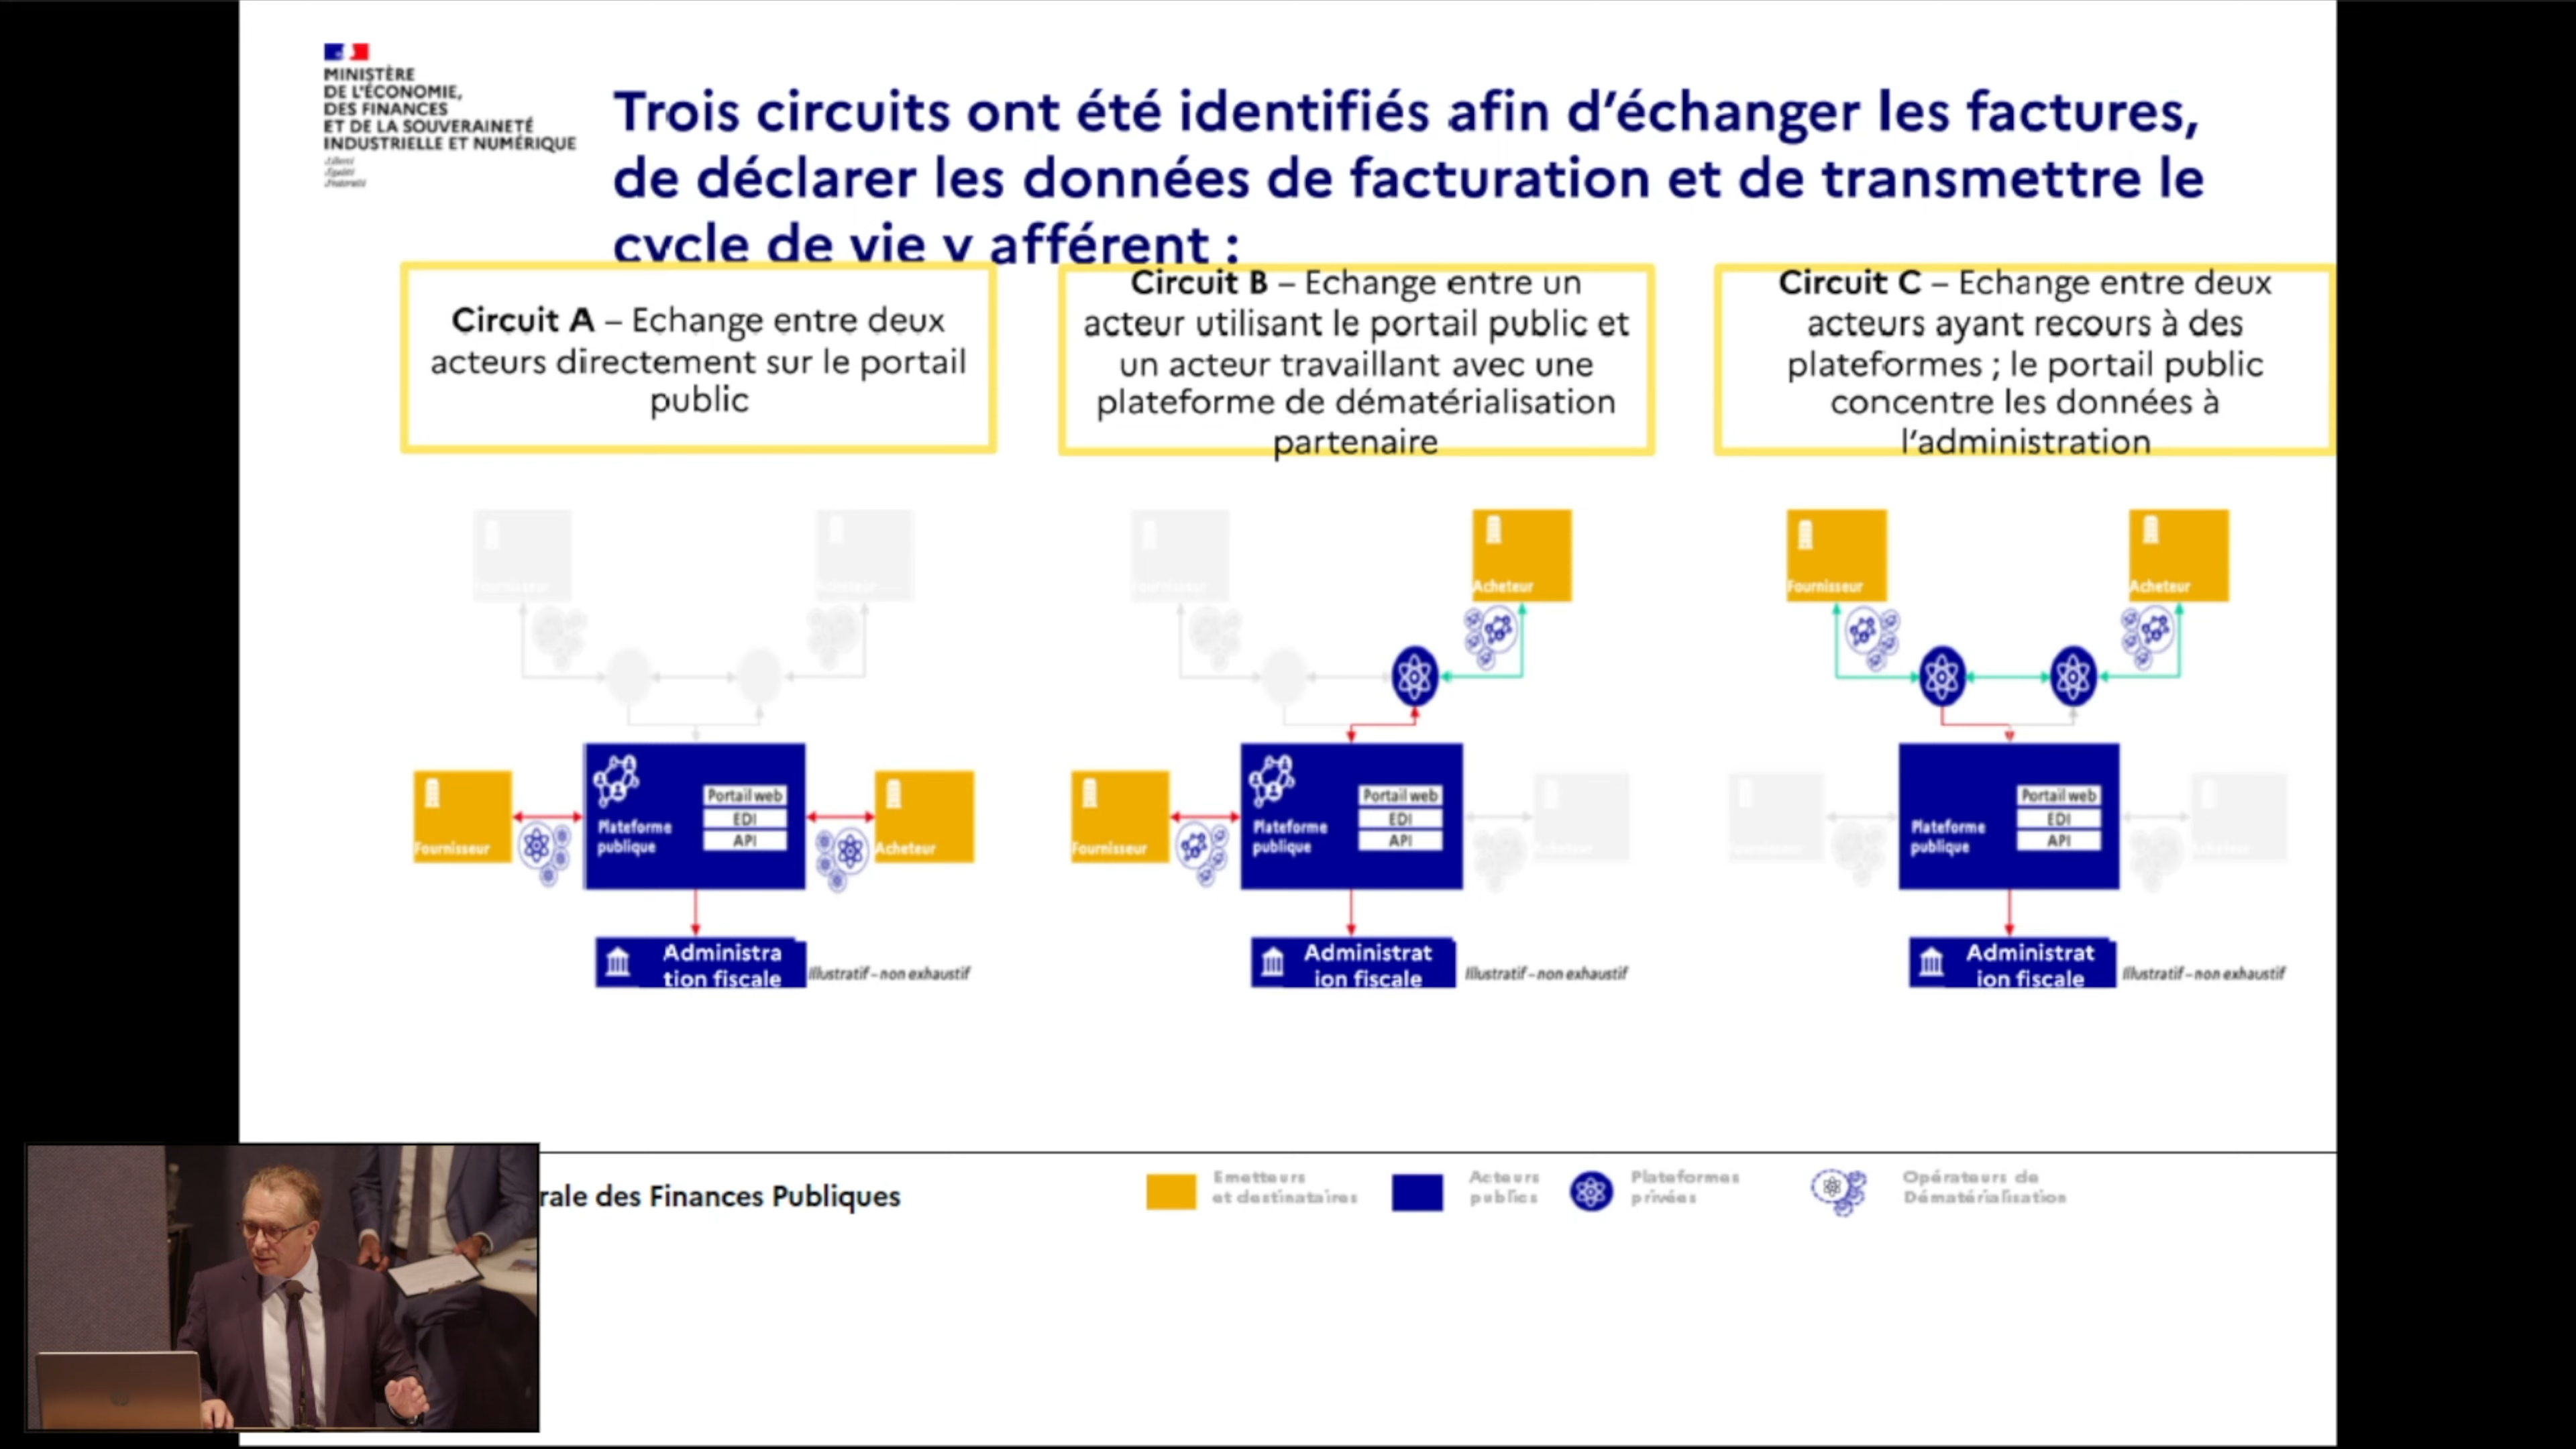 MINISTÈRE
DE L'ÉCONOMIE,
DES FINANCES
ET DE LA SOUVERAINETÉ
INDUSTRIELLE ET NUMÉRIQUE
Liberté
Égalité
Fraternité
Trois circuits ont été identifiés afin d'échanger les factures,
de déclarer les données de facturation et de transmettre le
cycle de vie y afférent :
Circuit A – Echange entre deux
acteurs directement sur le portail
public
Circuit B – Echange entre un
acteur utilisant le portail public et
un acteur travaillant avec une
plateforme de dématérialisation
partenaire
Circuit C – Echange entre deux
acteurs ayant recours à des
plateformes ; le portail public
concentre les données à
l'administration
Fournisseur
Acheteur
Fournisseur
Plateforme
publique
Portail web
EDI
API
Acheteur
Administra
tion fiscale
Illustratif – non exhaustif
Fournisseur
Acheteur
Fournisseur
Plateforme
publique
Portail web
EDI
API
Acheteur
Administrat
ion fiscale
Illustratif – non exhaustif
Fournisseur
Acheteur
Plateforme
publique
Portail web
EDI
API
Administrat
ion fiscale
Illustratif – non exhaustif
rale des Finances Publiques
Emetteurs
et destinataires
Acteurs
publics
Plateformes
privées
Opérateurs de
Dématérialisation